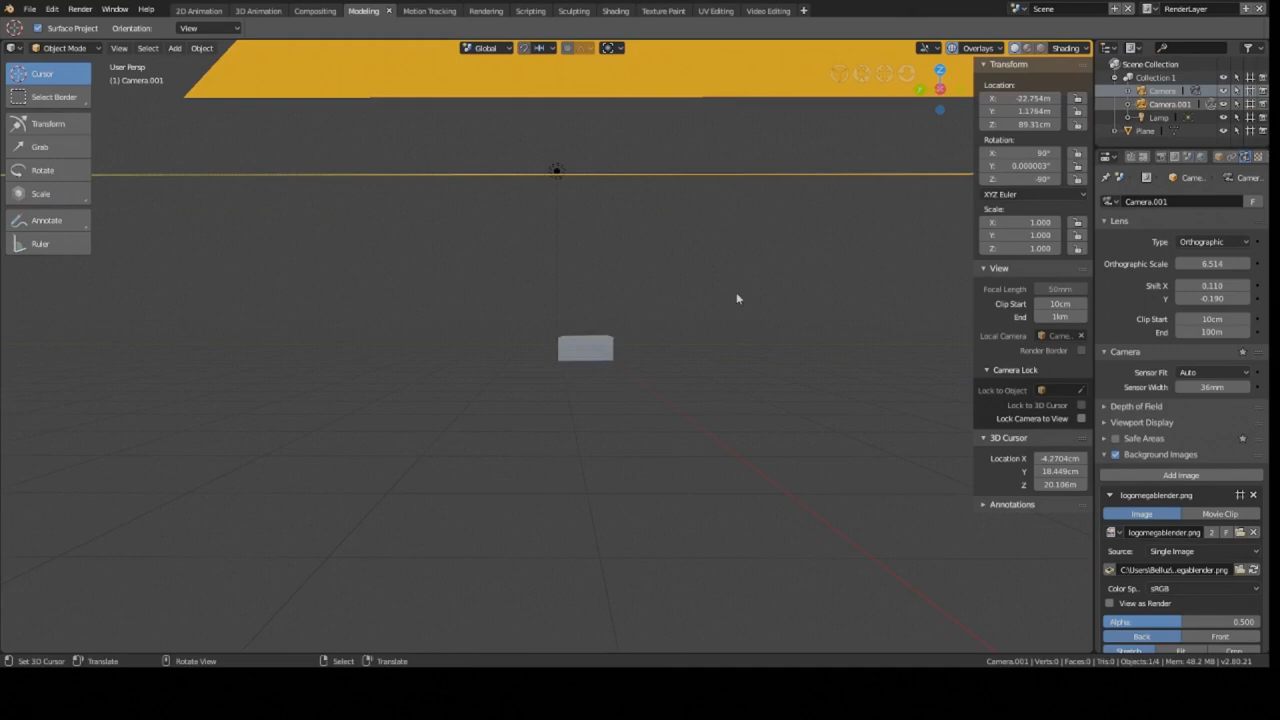 File Edit Render Window Help 2D Animation 3D Animation Compositing Modeling Motion Tracking Rendering Scripting Sculpting Shading Texture Paint UV Editing Video Editing + Scene RenderLayer
Surface Project Orientation: View
Object Mode View Select Add Object Global Overlays Shading
User Persp
(1) Camera.001
Cursor
Select Border
Transform
Grab
Rotate
Scale
Annotate
Ruler
Z
Y
X
Transform
Location:
X: -22.754m
Y: 1.1764m
Z: 89.31cm
Rotation:
X: 90°
Y: 0.000003°
Z: -90°
XYZ Euler
Scale:
X: 1.000
Y: 1.000
Z: 1.000
View
Focal Length 50mm
Clip Start 10cm
End 1km
Local Camera Came..
Render Border
Camera Lock
Lock to Object
Lock to 3D Cursor
Lock Camera to View
3D Cursor
Location X -4.2704cm
Y 18.449cm
Z 20.106cm
Annotations
Scene Collection
Collection 1
Camera
Camera.001
Lamp
Plane
Came... Camer..
Camera.001 F
Lens
Type Orthographic
Orthographic Scale 6.514
Shift X 0.110
Y -0.190
Clip Start 10cm
End 100m
Camera
Sensor Fit Auto
Sensor Width 36mm
Depth of Field
Viewport Display
Safe Areas
Background Images
Add Image
logomegablender.png
Image Movie Clip
logomegablender.png 2 F
Source: Single Image
C:\Users\Bellus\..egablender.png
Color Sp.. sRGB
View as Render
Alpha: 0.500
Back Front
Stretch Fit Crop
Set 3D Cursor Translate Rotate View Select Translate Camera.001 | Verts:0 | Faces:0 | Tris:0 | Objects:1/4 | Mem: 48.2 MB | v2.80.21